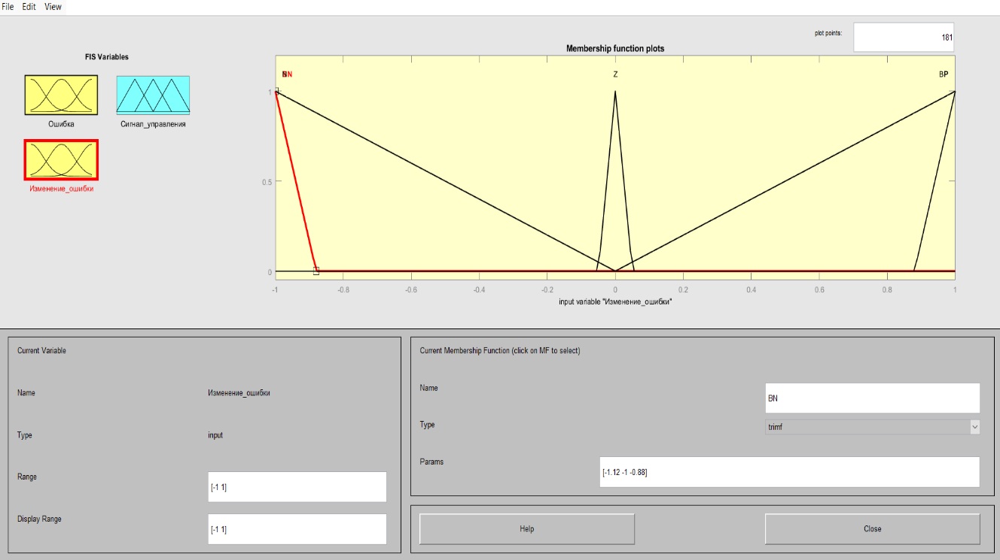 File Edit View
plot points: 181
FIS Variables
Membership function plots
BN Z BP
Ошибка
Сигнал_управления
Изменение_ошибки
1
0.5
0
-1 -0.8 -0.6 -0.4 -0.2 0 0.2 0.4 0.6 0.8 1
input variable "Изменение_ошибки"
Current Variable
Name Изменение_ошибки
Type input
Range [-1 1]
Display Range [-1 1]
Current Membership Function (click on MF to select)
Name BN
Type trimf
Params [-1.12 -1 -0.88]
Help Close